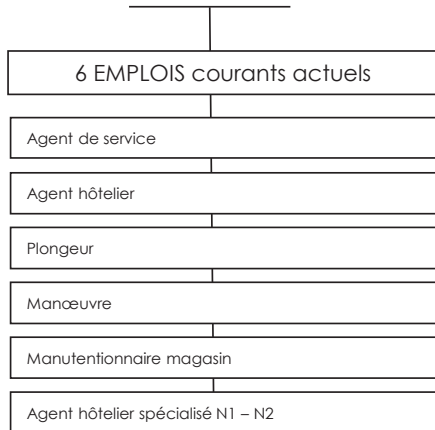 6 EMPLOIS courants actuels
Agent de service
Agent hôtelier
Plongeur
Manœuvre
Manutentionnaire magasin
Agent hôtelier spécialisé N1 – N2